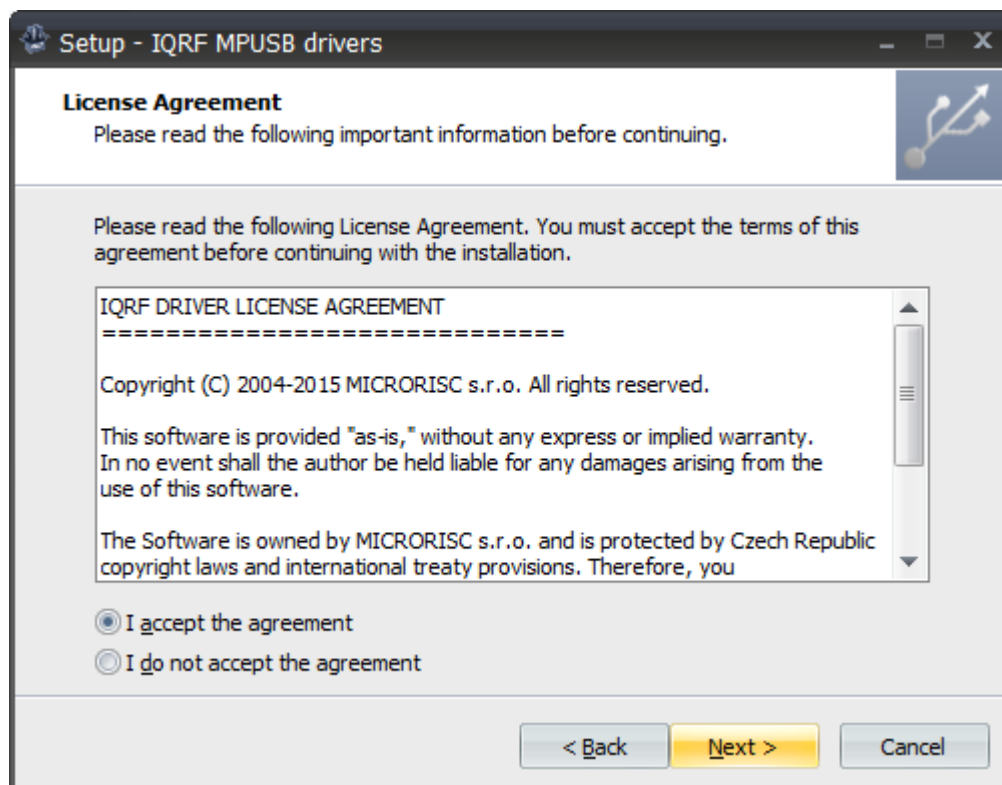 Setup - IQRF MPUSB drivers
License Agreement
Please read the following important information before continuing.
Please read the following License Agreement. You must accept the terms of this
agreement before continuing with the installation.
IQRF DRIVER LICENSE AGREEMENT
==============================
Copyright (C) 2004-2015 MICRORISC s.r.o. All rights reserved.
This software is provided "as-is," without any express or implied warranty.
In no event shall the author be held liable for any damages arising from the
use of this software.
The Software is owned by MICRORISC s.r.o. and is protected by Czech Republic
copyright laws and international treaty provisions. Therefore, you
I accept the agreement
I do not accept the agreement
< Back
Next >
Cancel